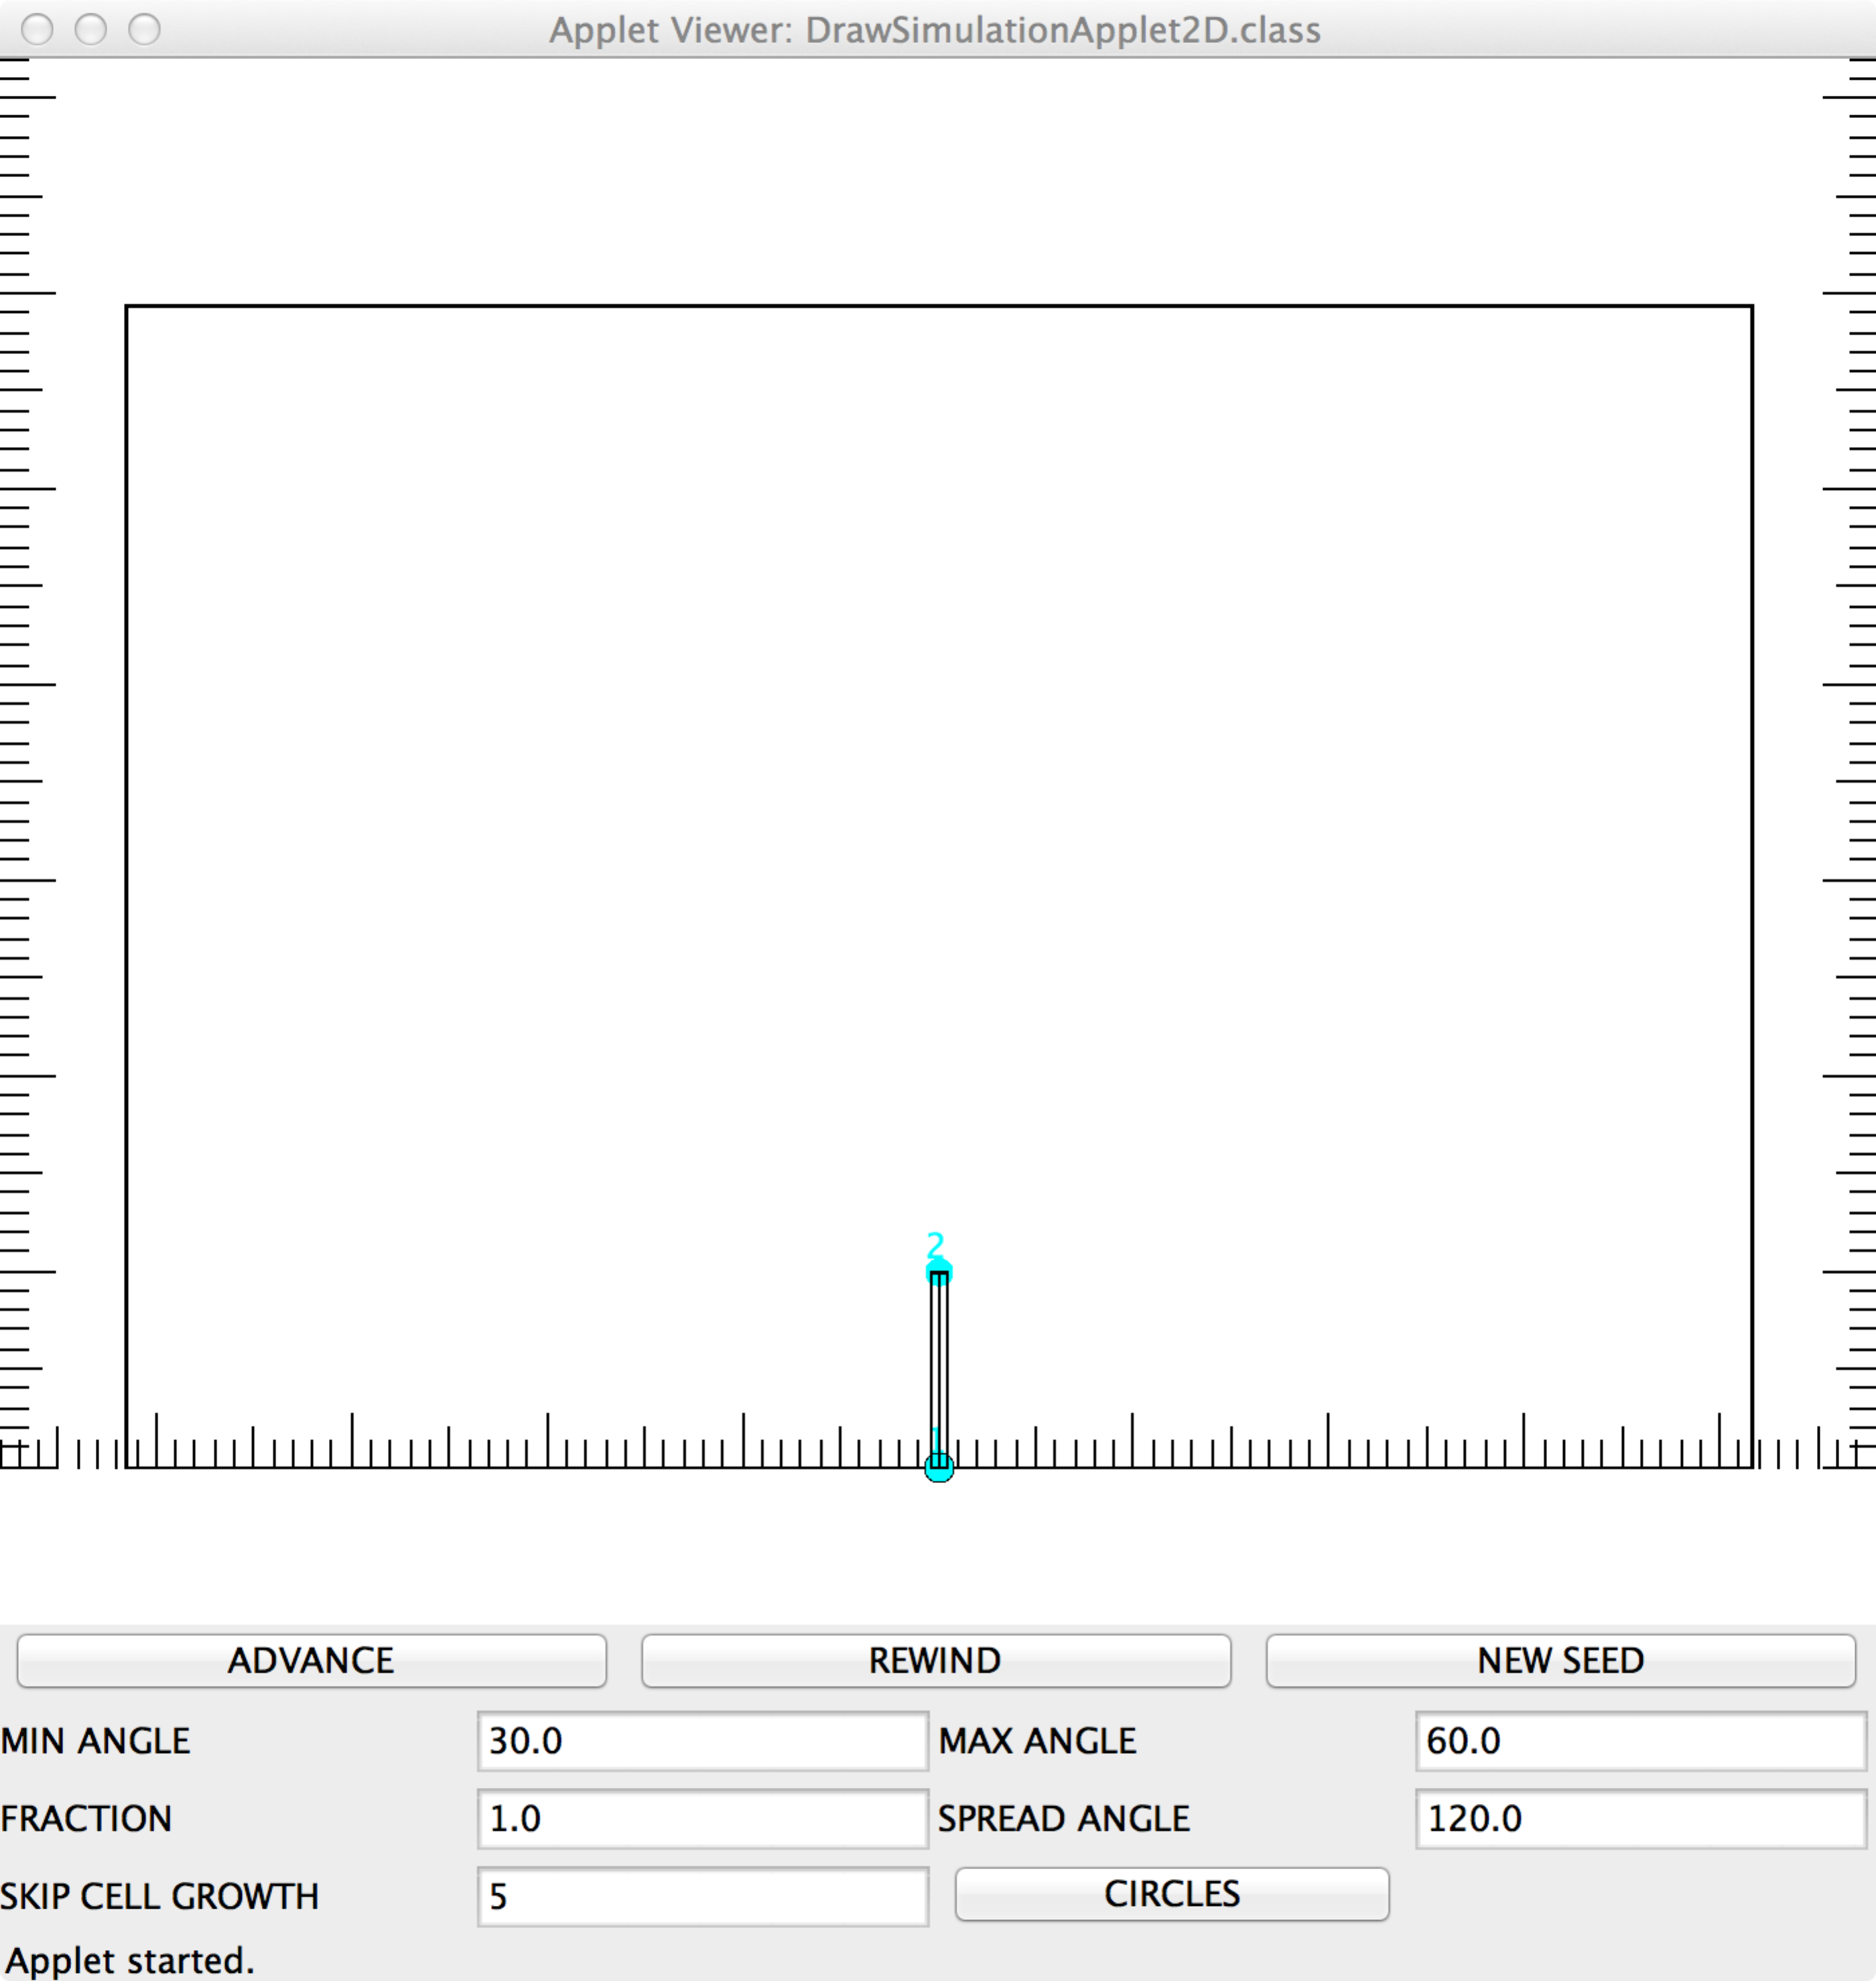 Applet Viewer: DrawSimulationApplet2D.class
2
1
ADVANCE REWIND NEW SEED
MIN ANGLE 30.0 MAX ANGLE 60.0
FRACTION 1.0 SPREAD ANGLE 120.0
SKIP CELL GROWTH 5 CIRCLES
Applet started.